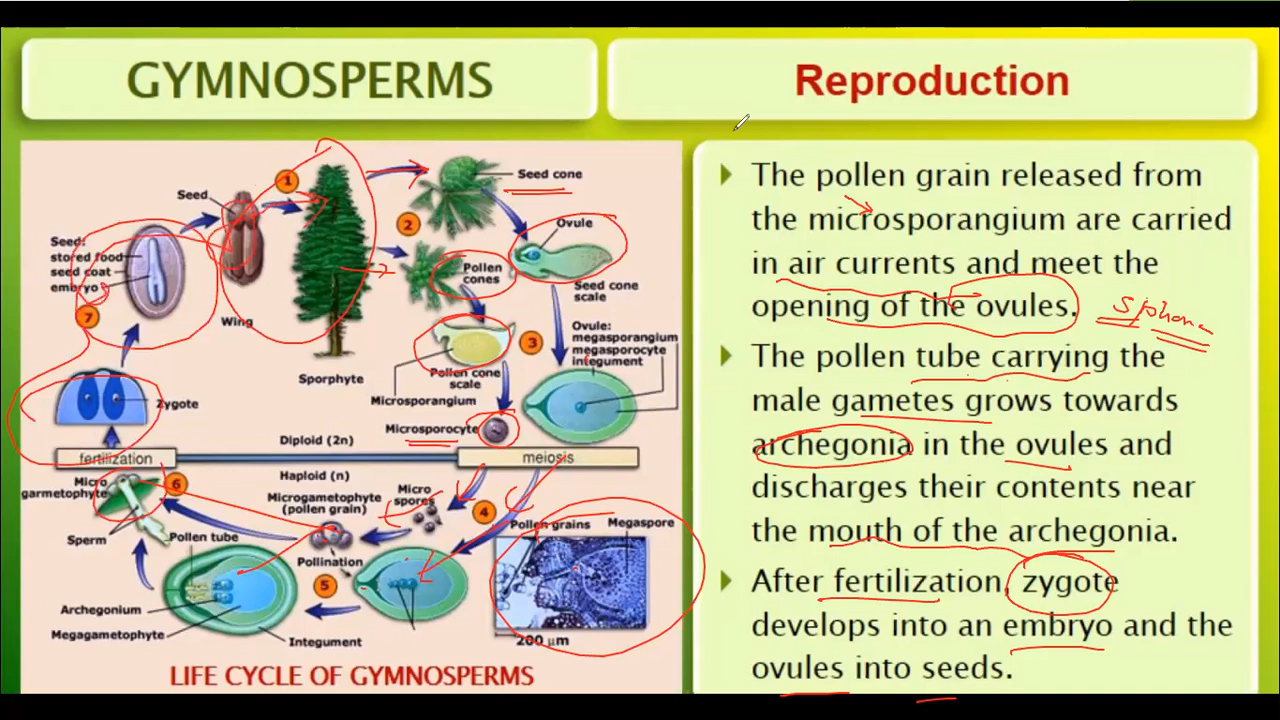 GYMNOSPERMS
Reproduction
Seed
Seed:
stored food
seed coat
embryo
7
Wing
1
Sporphyte
Seed cone
2
Ovule
Pollen
cones
Seed cone
scale
3
Pollen cone
scale
Microsporangium
Ovule:
megasporangium
megasporocyte
integument
Zygote
Microsporocyte
Diploid (2n)
fertilization
meiosis
Haploid (n)
Micro
garmetophyte
6
Microgametophyte
(pollen grain)
Micro
spores
4
Pollen grains
Megaspore
Sperm
Pollen tube
Pollination
5
Archegonium
Megagametophyte
Integument
200 µm
LIFE CYCLE OF GYMNOSPERMS
The pollen grain released from
the microsporangium are carried
in air currents and meet the
opening of the ovules.
The pollen tube carrying the
male gametes grows towards
archegonia in the ovules and
discharges their contents near
the mouth of the archegonia.
After fertilization, zygote
develops into an embryo and the
ovules into seeds.